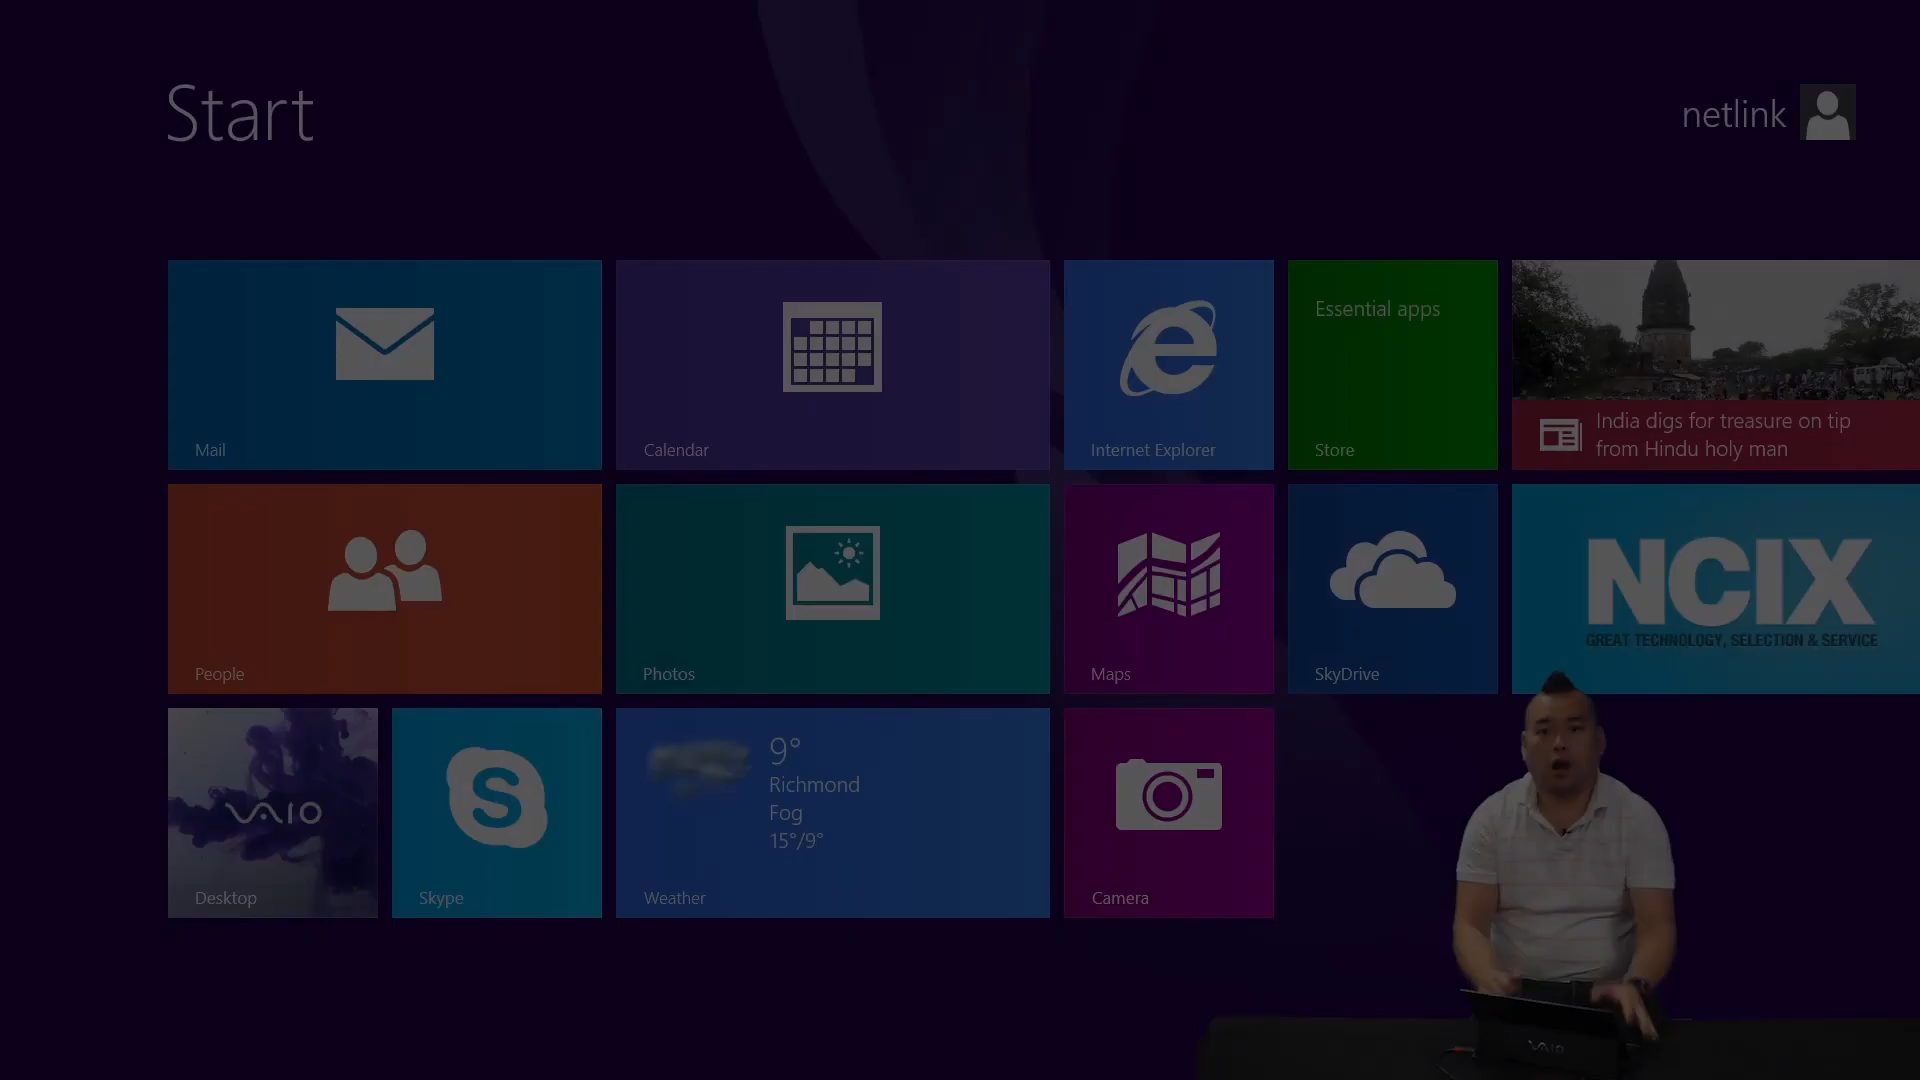 Start
netlink
Mail
Calendar
Internet Explorer
Essential apps
Store
India digs for treasure on tip
from Hindu holy man
People
Photos
Maps
SkyDrive
NCIX
GREAT TECHNOLOGY, SELECTION & SERVICE
VAIO
Desktop
Skype
9°
Richmond
Fog
15°/9°
Weather
Camera
VAIO